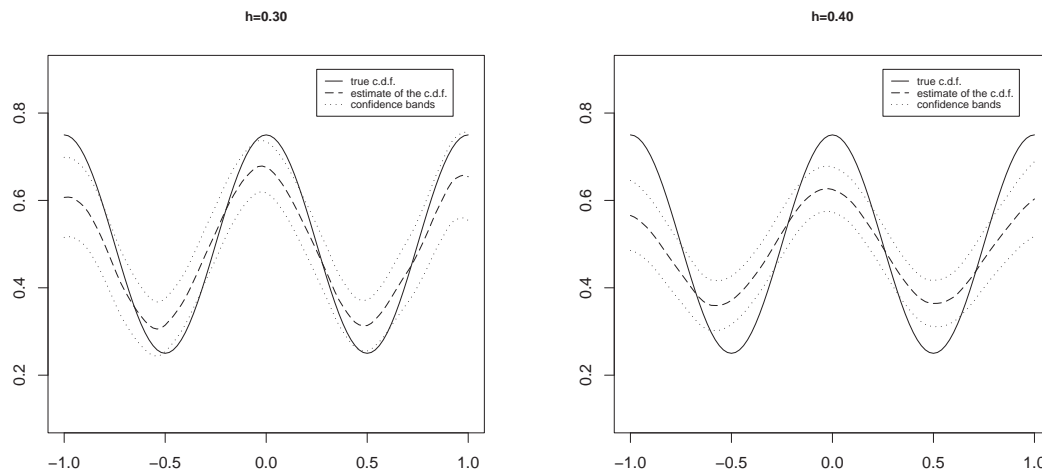 h=0.30
true c.d.f.
estimate of the c.d.f.
confidence bands
0.8
0.6
0.4
0.2
−1.0 −0.5 0.0 0.5 1.0
h=0.40
true c.d.f.
estimate of the c.d.f.
confidence bands
0.8
0.6
0.4
0.2
−1.0 −0.5 0.0 0.5 1.0